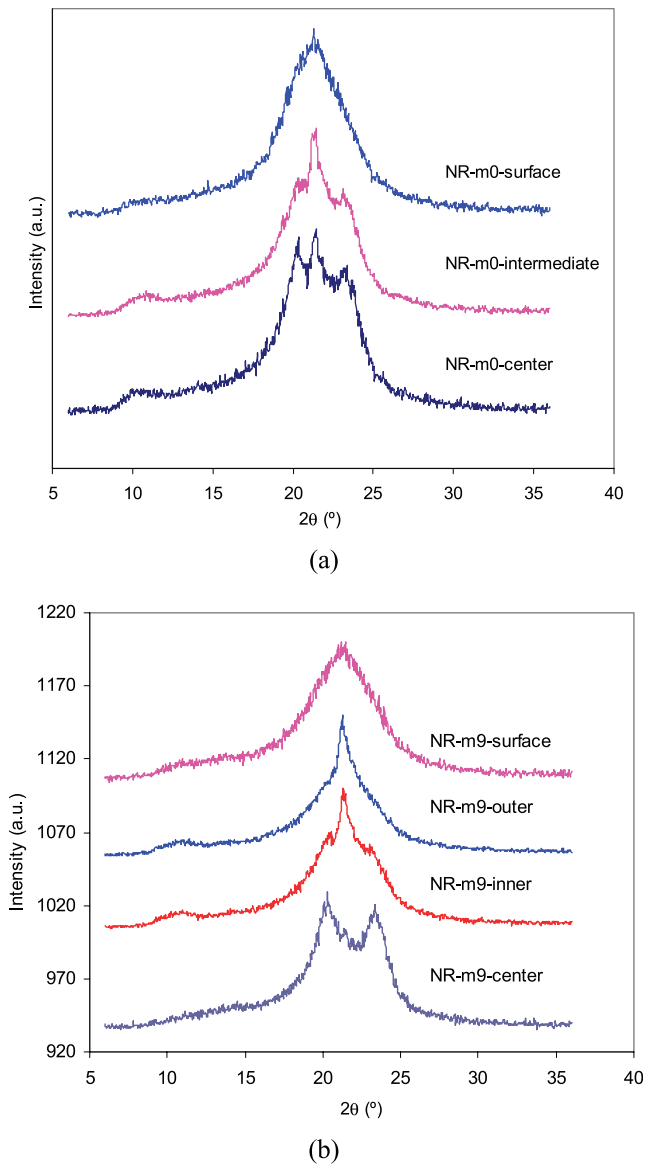 Intensity (a.u.)
NR-m0-surface
NR-m0-intermediate
NR-m0-center
5 10 15 20 25 30 35 40
2θ (º)
(a)
1220
1170
1120
1070
1020
970
920
Intensity (a.u.)
NR-m9-surface
NR-m9-outer
NR-m9-inner
NR-m9-center
5 10 15 20 25 30 35 40
2θ (º)
(b)